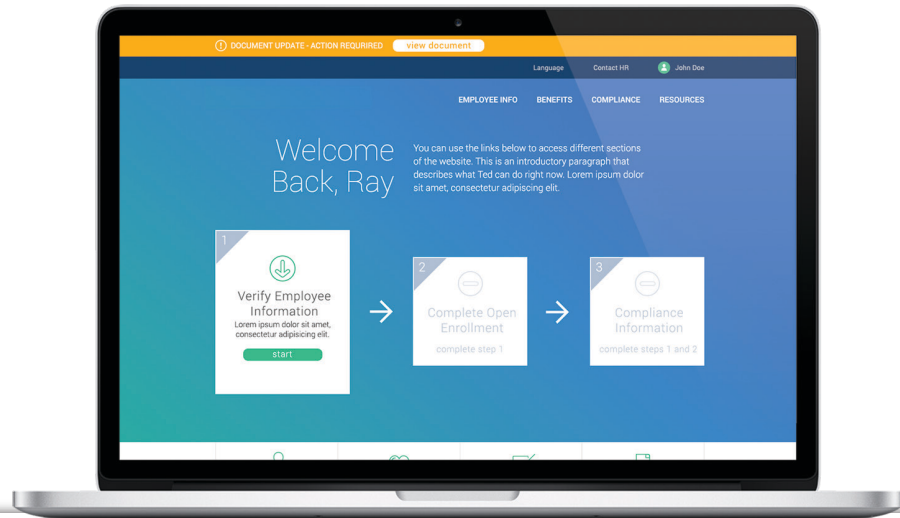 DOCUMENT UPDATE - ACTION REQURIRED view document
Language Contact HR John Doe
EMPLOYEE INFO BENEFITS COMPLIANCE RESOURCES
Welcome
Back, Ray
You can use the links below to access different sections
of the website. This is an introductory paragraph that
describes what Ted can do right now. Lorem ipsum dolor
sit amet, consectetur adipiscing elit.
1
Verify Employee
Information
Lorem ipsum dolor sit amet,
consectetur adipisicing elit.
start
2
Complete Open
Enrollment
complete step 1
3
Compliance
Information
complete steps 1 and 2